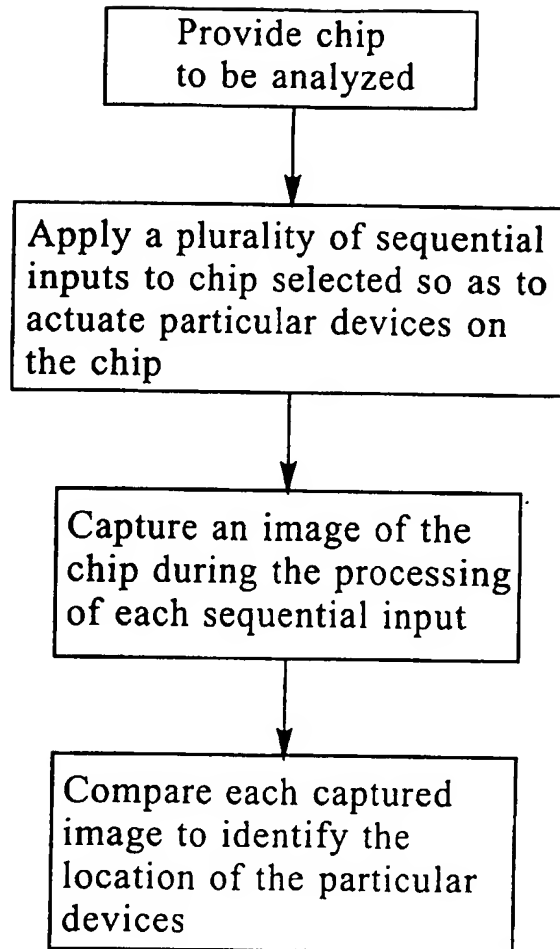 Provide chip
to be analyzed
Apply a plurality of sequential
inputs to chip selected so as to
actuate particular devices on
the chip
Capture an image of the
chip during the processing
of each sequential input
Compare each captured
image to identify the
location of the particular
devices